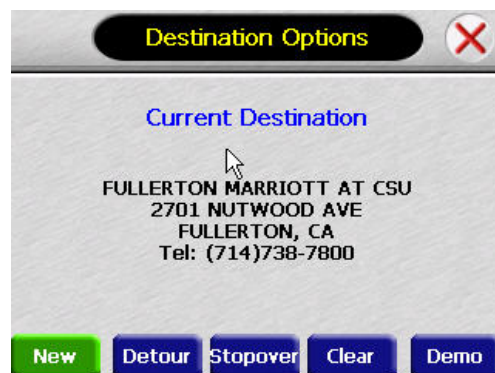 Destination Options
Current Destination
FULLERTON MARRIOTT AT CSU
2701 NUTWOOD AVE
FULLERTON, CA
Tel: (714)738-7800
New Detour Stopover Clear Demo